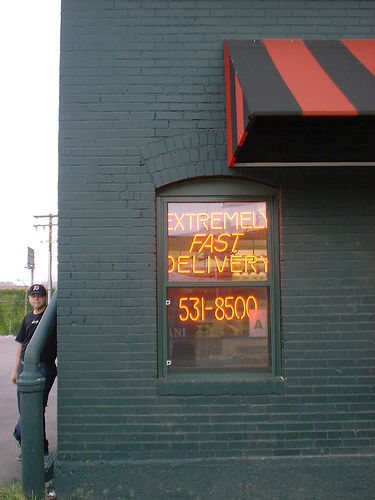 EXTREMELY
FAST
DELIVERY
531-8500
A